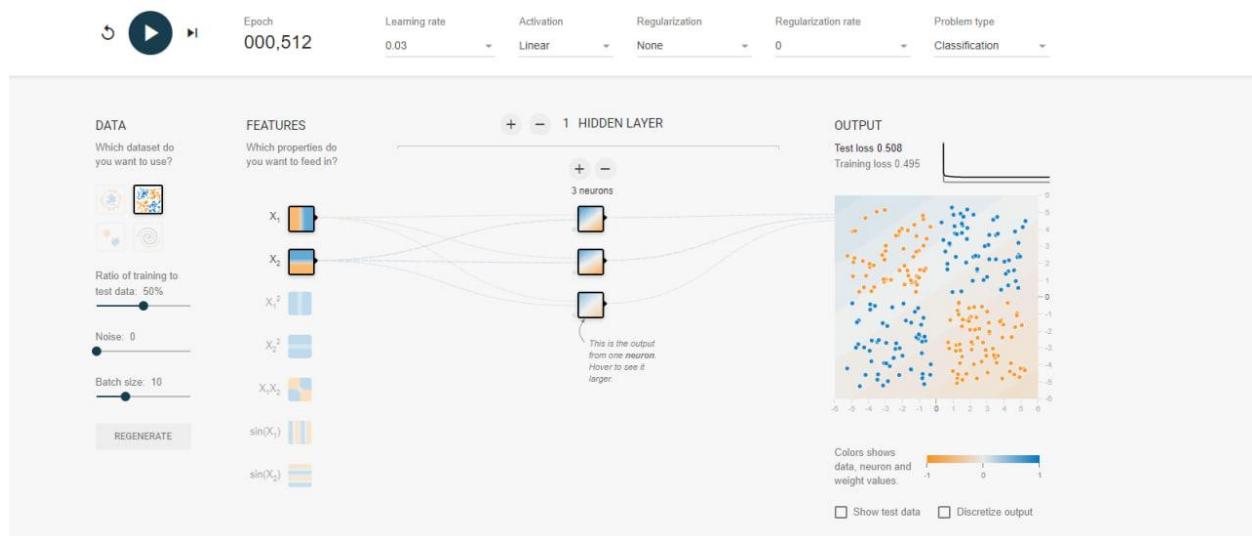 Epoch
000,512
Learning rate
0.03
Activation
Linear
Regularization
None
Regularization rate
0
Problem type
Classification
DATA
Which dataset do
you want to use?
Ratio of training to
test data: 50%
Noise: 0
Batch size: 10
REGENERATE
FEATURES
Which properties do
you want to feed in?
X₁
X₂
X₁²
X₂²
X₁X₂
sin(X₁)
sin(X₂)
+ − 1 HIDDEN LAYER
+ −
3 neurons
This is the output
from one neuron.
Hover to see it
larger.
OUTPUT
Test loss 0.508
Training loss 0.495
6
5
4
3
2
1
0
-1
-2
-3
-4
-5
-6
-6 -5 -4 -3 -2 -1 0 1 2 3 4 5 6
Colors shows
data, neuron and
weight values.
-1 0 1
Show test data
Discretize output